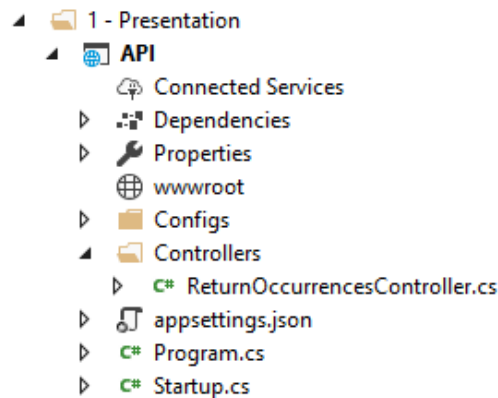 1 - Presentation
API
Connected Services
Dependencies
Properties
wwwroot
Configs
Controllers
C# ReturnOccurrencesController.cs
appsettings.json
C# Program.cs
C# Startup.cs